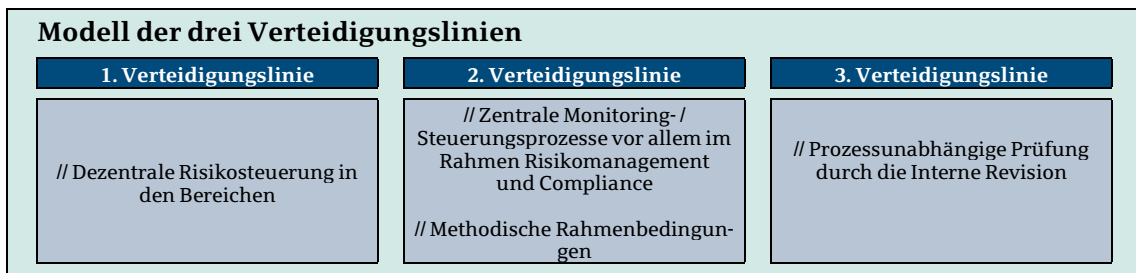 Modell der drei Verteidigungslinien
1. Verteidigungslinie
// Dezentrale Risikosteuerung in
den Bereichen
2. Verteidigungslinie
// Zentrale Monitoring- /
Steuerungsprozesse vor allem im
Rahmen Risikomanagement
und Compliance
// Methodische Rahmenbedingun-
gen
3. Verteidigungslinie
// Prozessunabhängige Prüfung
durch die Interne Revision